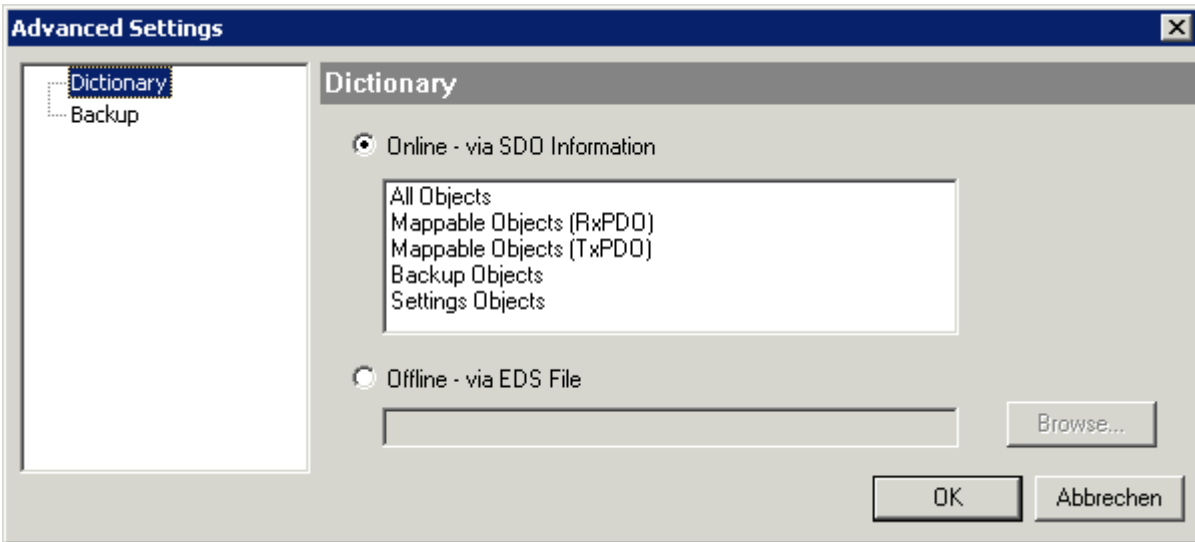 Advanced Settings
Dictionary
Backup
Dictionary
Online - via SDO Information
All Objects
Mappable Objects (RxPDO)
Mappable Objects (TxPDO)
Backup Objects
Settings Objects
Offline - via EDS File
Browse...
OK
Abbrechen